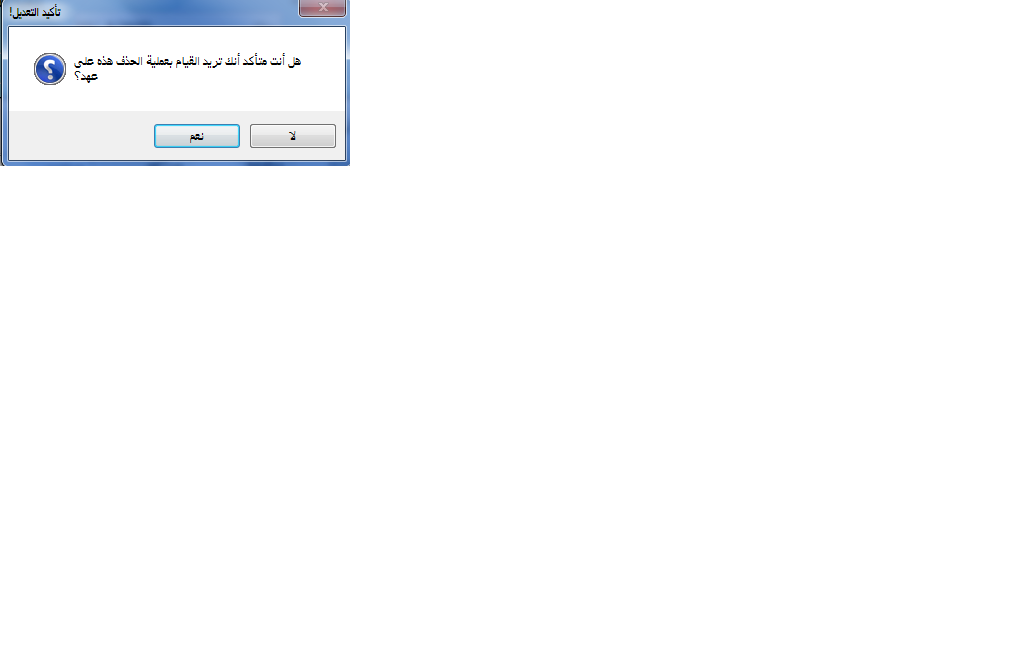 تأكيد التعديل!
هل أنت متأكد أنك تريد القيام بعملية الحذف هذه على
عهد؟
نعم
لا